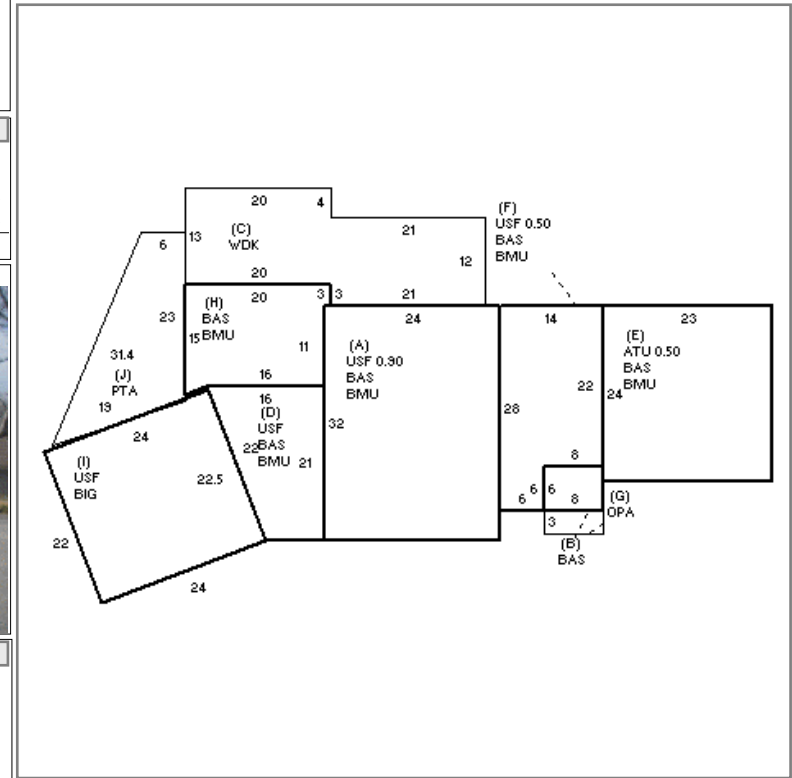 20
4
(F)
USF 0.50
BAS
BMU
(C)
WDK
13
21
6
12
20
20
3
3
21
(H)
BAS
BMU
24
14
23
23
15
11
(A)
USF 0.90
BAS
BMU
(E)
ATU 0.50
BAS
BMU
31.4
(J)
PTA
16
22
24
19
16
(D)
USF
BAS
BMU
28
32
24
22
21
8
(I)
USF
BIG
22.5
6
6
6
8
(G)
OPA
3
22
(B)
BAS
24